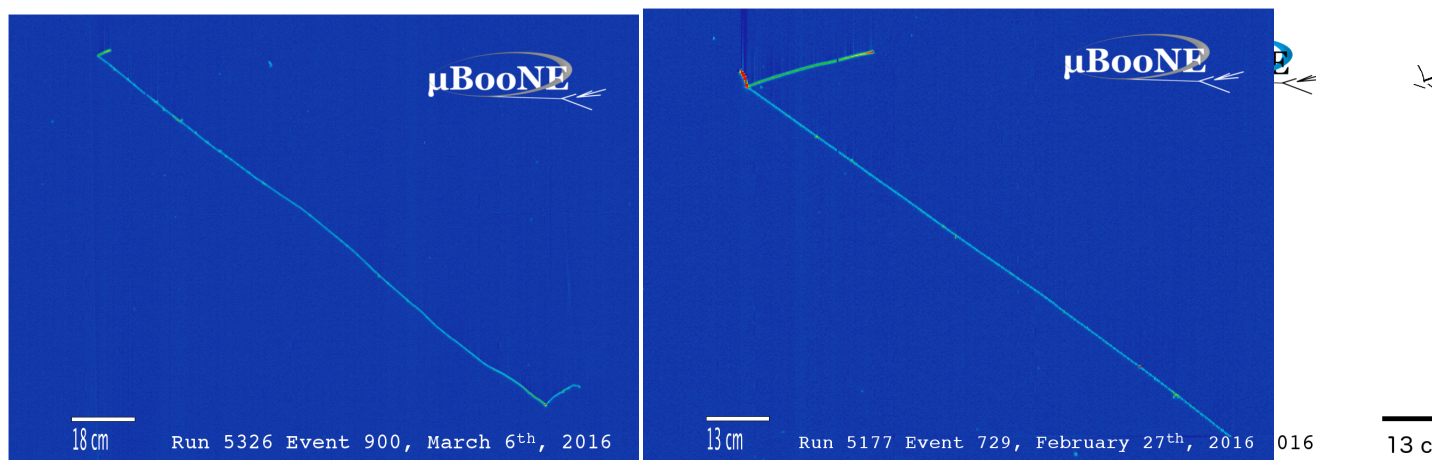 µBooNE
18 cm
Run 5326 Event 900, March 6th, 2016
µBooNE
13 cm
Run 5177 Event 729, February 27th, 2016
E
016
13 c